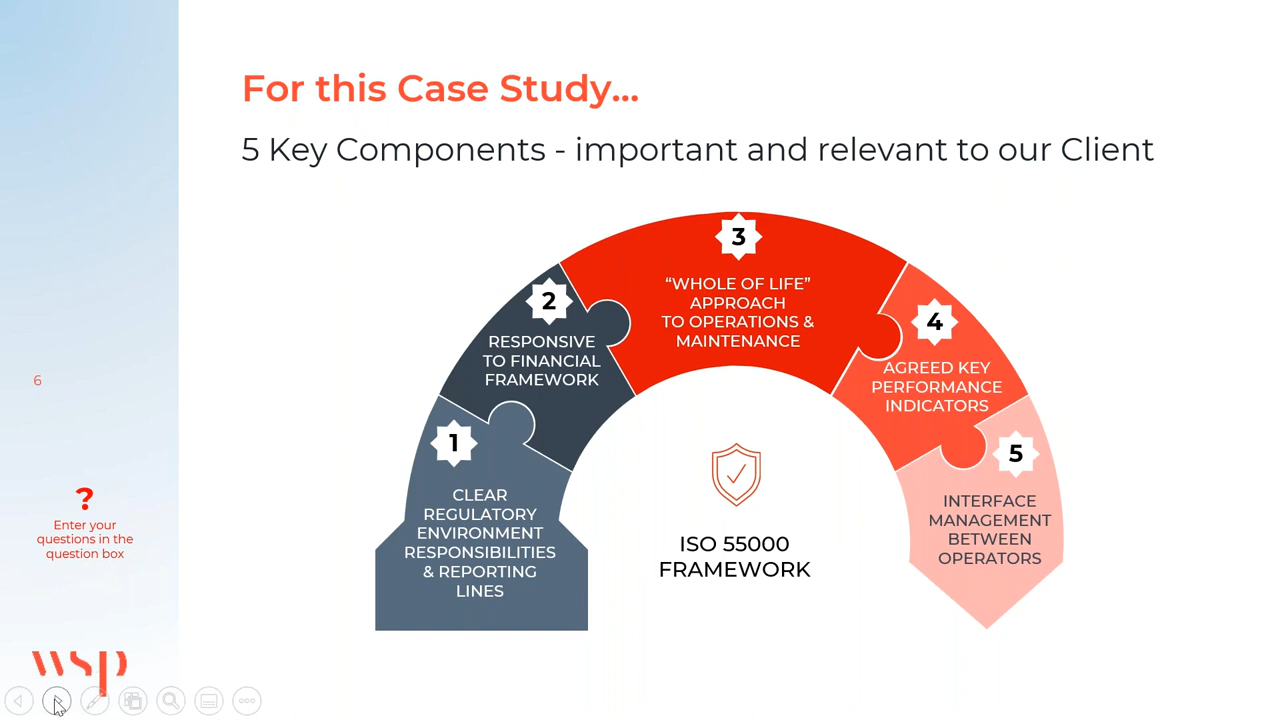 For this Case Study...
5 Key Components - important and relevant to our Client
1
CLEAR
REGULATORY
ENVIRONMENT
RESPONSIBILITIES
& REPORTING
LINES
2
RESPONSIVE
TO FINANCIAL
FRAMEWORK
3
“WHOLE OF LIFE”
APPROACH
TO OPERATIONS &
MAINTENANCE
4
AGREED KEY
PERFORMANCE
INDICATORS
5
INTERFACE
MANAGEMENT
BETWEEN
OPERATORS
ISO 55000
FRAMEWORK
6
?
Enter your
questions in the
question box
wsp